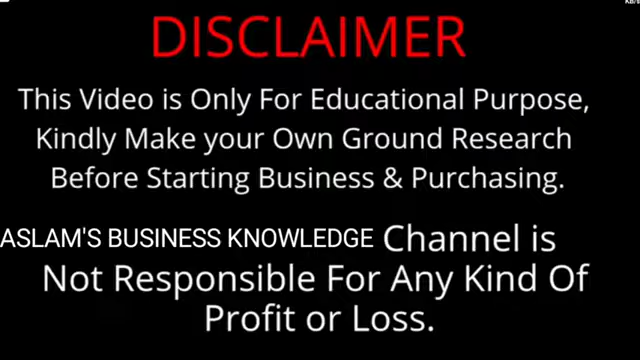 DISCLAIMER
This Video is Only For Educational Purpose,
Kindly Make your Own Ground Research
Before Starting Business & Purchasing.
ASLAM'S BUSINESS KNOWLEDGE Channel is
Not Responsible For Any Kind Of
Profit or Loss.